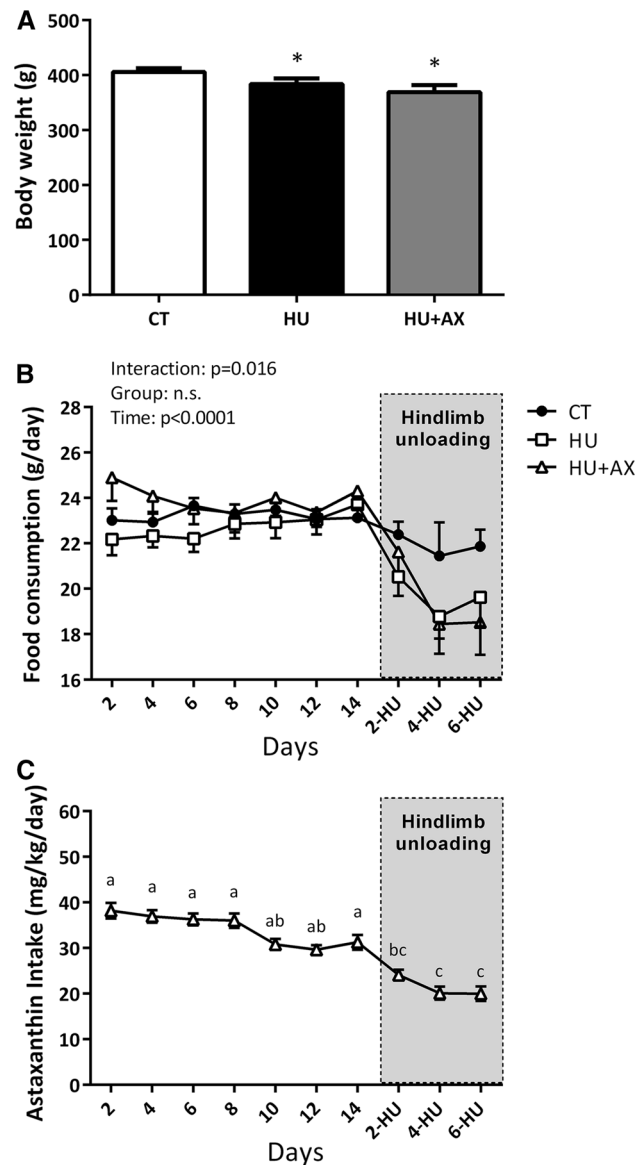 A
Body weight (g)
500
400
300
200
100
0
*
*
CT
HU
HU+AX
B
Interaction: p=0.016
Group: n.s.
Time: p<0.0001
Food consumption (g/day)
28
26
24
22
20
18
16
Hindlimb
unloading
CT
HU
HU+AX
2
4
6
8
10
12
14
2-HU
4-HU
6-HU
Days
C
Astaxanthin Intake (mg/kg/day)
60
50
40
30
20
10
0
Hindlimb
unloading
a
a
a
a
ab
ab
a
bc
c
c
2
4
6
8
10
12
14
2-HU
4-HU
6-HU
Days